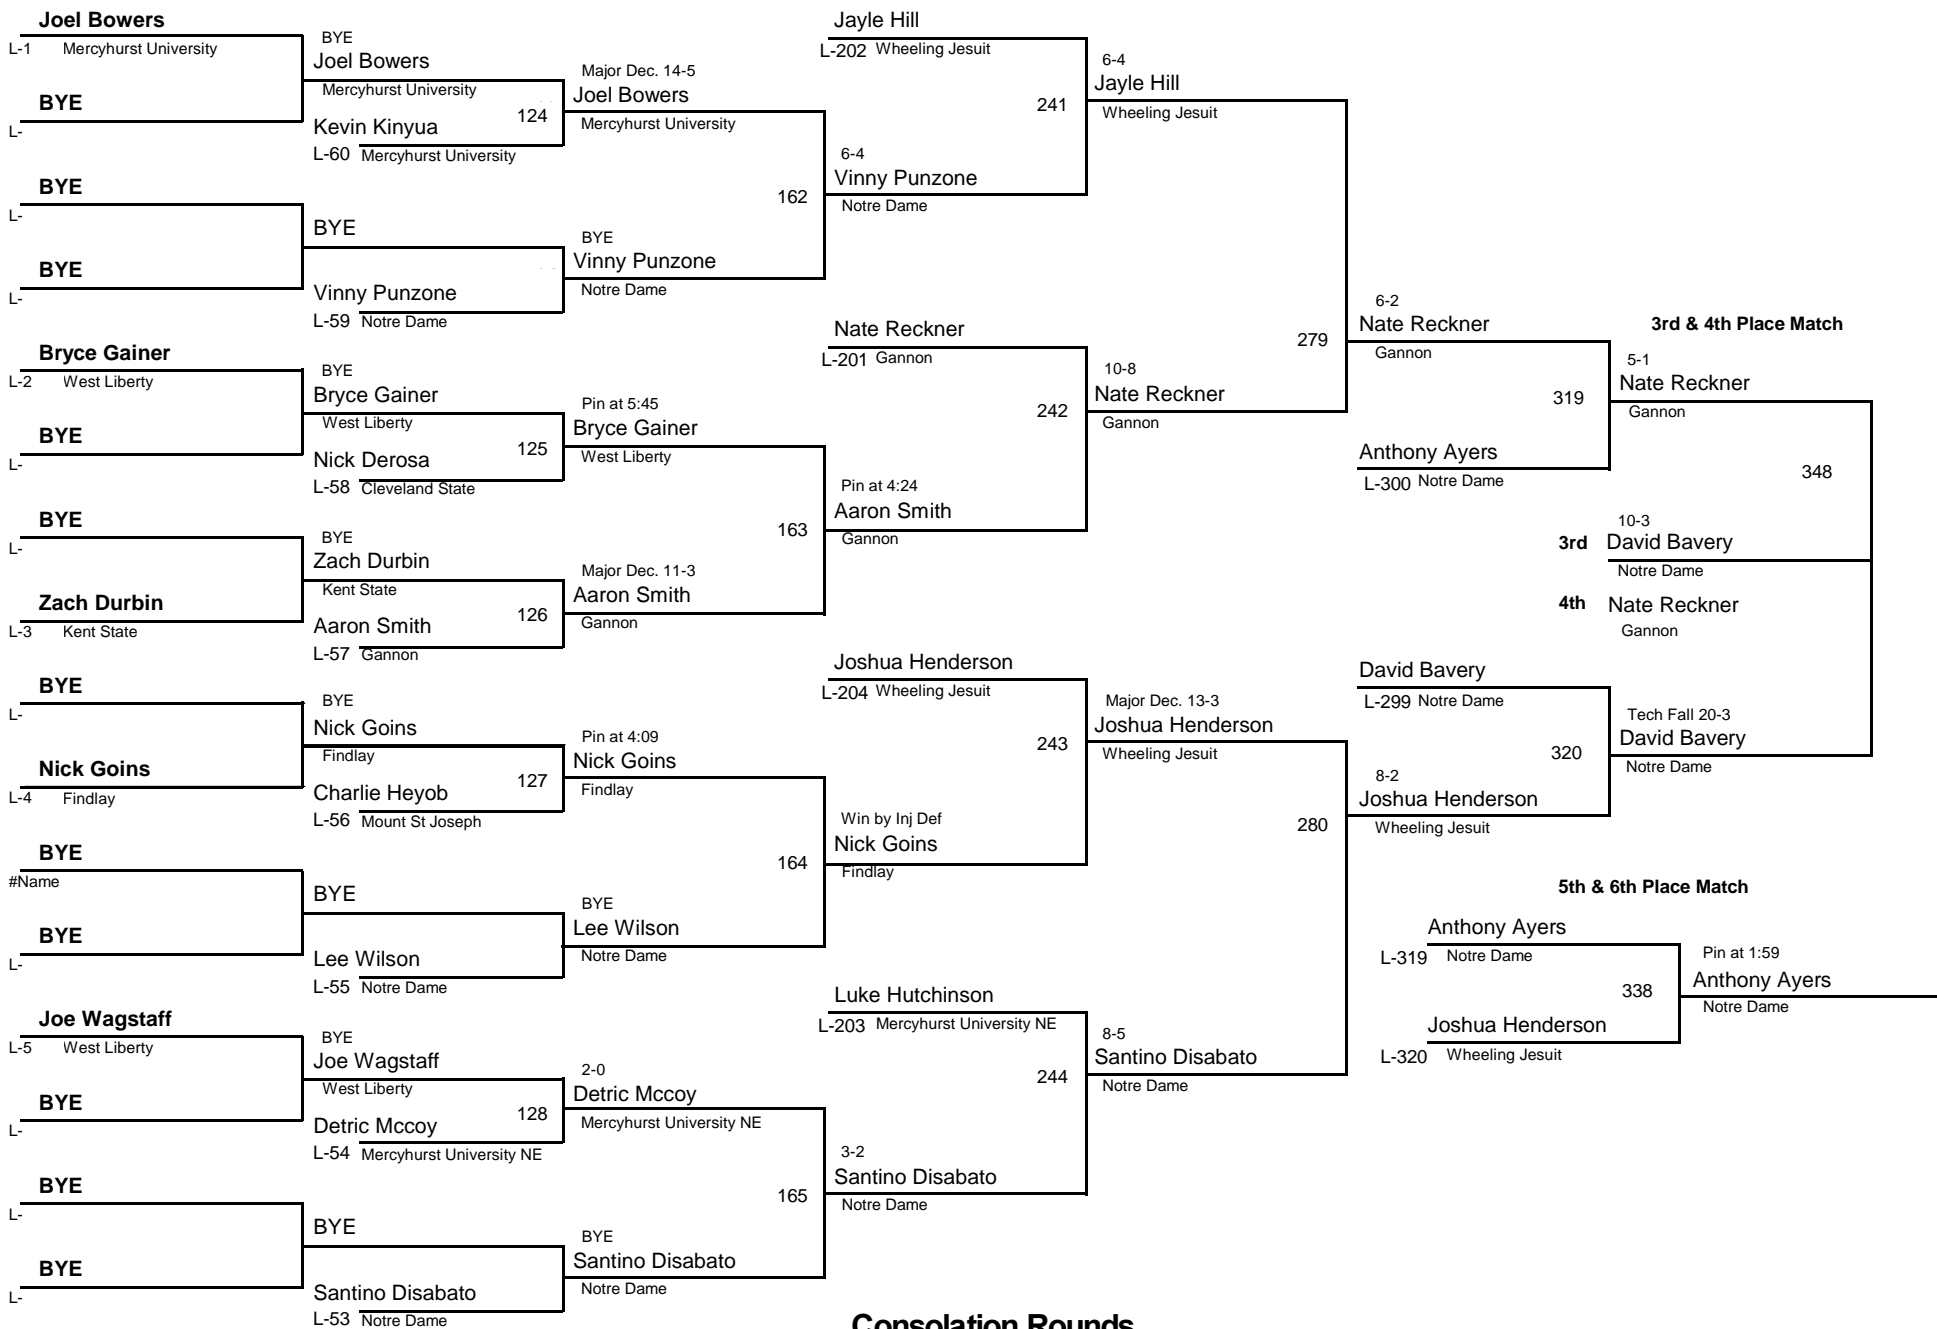 Joel Bowers
L-1 Mercyhurst University
BYE
L-
BYE
L-
BYE
L-
Bryce Gainer
L-2 West Liberty
BYE
L-
BYE
L-
Zach Durbin
L-3 Kent State
BYE
L-
Nick Goins
L-4 Findlay
BYE
#Name
BYE
L-
Joe Wagstaff
L-5 West Liberty
BYE
L-
BYE
L-
BYE
L-
BYE
Joel Bowers
Mercyhurst University
124
Kevin Kinyua
L-60 Mercyhurst University
BYE
Vinny Punzone
L-59 Notre Dame
BYE
Bryce Gainer
West Liberty
125
Nick Derosa
L-58 Cleveland State
BYE
Zach Durbin
Kent State
126
Aaron Smith
L-57 Gannon
BYE
Nick Goins
Findlay
127
Charlie Heyob
L-56 Mount St Joseph
BYE
Lee Wilson
L-55 Notre Dame
BYE
Joe Wagstaff
West Liberty
128
Detric Mccoy
L-54 Mercyhurst University NE
BYE
Santino Disabato
L-53 Notre Dame
Major Dec. 14-5
Joel Bowers
Mercyhurst University
162
BYE
Vinny Punzone
Notre Dame
Pin at 5:45
Bryce Gainer
West Liberty
163
Major Dec. 11-3
Aaron Smith
Gannon
Pin at 4:09
Nick Goins
Findlay
164
BYE
Lee Wilson
Notre Dame
2-0
Detric Mccoy
Mercyhurst University NE
165
BYE
Santino Disabato
Notre Dame
Jayle Hill
L-202 Wheeling Jesuit
241
6-4
Vinny Punzone
Notre Dame
Nate Reckner
L-201 Gannon
242
Pin at 4:24
Aaron Smith
Gannon
Joshua Henderson
L-204 Wheeling Jesuit
243
Win by Inj Def
Nick Goins
Findlay
Luke Hutchinson
L-203 Mercyhurst University NE
244
3-2
Santino Disabato
Notre Dame
6-4
Jayle Hill
Wheeling Jesuit
279
10-8
Nate Reckner
Gannon
Major Dec. 13-3
Joshua Henderson
Wheeling Jesuit
280
8-5
Santino Disabato
Notre Dame
6-2
Nate Reckner
Gannon
319
Anthony Ayers
L-300 Notre Dame
David Bavery
L-299 Notre Dame
320
8-2
Joshua Henderson
Wheeling Jesuit
3rd & 4th Place Match
5-1
Nate Reckner
Gannon
348
10-3
3rd David Bavery
Notre Dame
4th Nate Reckner
Gannon
Tech Fall 20-3
David Bavery
Notre Dame
5th & 6th Place Match
Anthony Ayers
L-319 Notre Dame
338
Joshua Henderson
L-320 Wheeling Jesuit
Pin at 1:59
Anthony Ayers
Notre Dame
Consolation Rounds